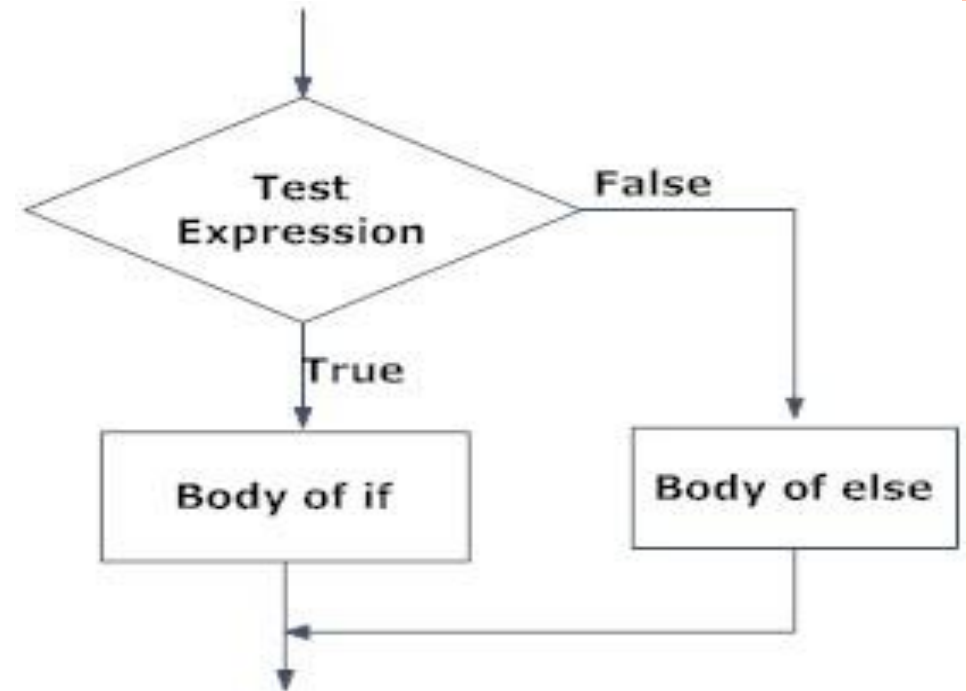 Test
Expression
False
True
Body of if
Body of else